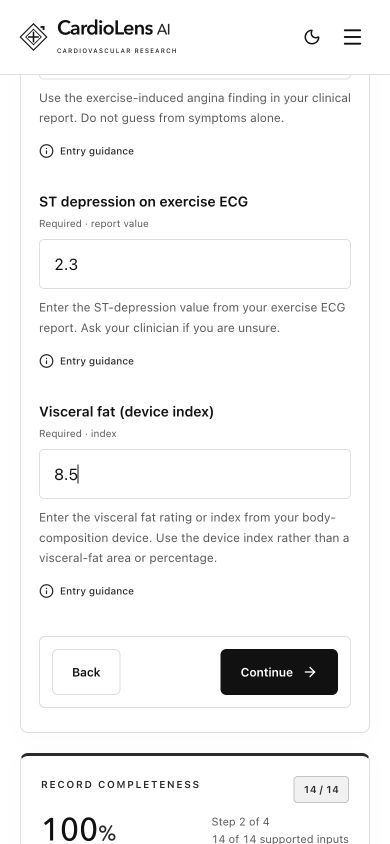 CardioLens AI
CARDIOVASCULAR RESEARCH
Use the exercise-induced angina finding in your clinical
report. Do not guess from symptoms alone.
Entry guidance
ST depression on exercise ECG
Required · report value
2.3
Enter the ST-depression value from your exercise ECG
report. Ask your clinician if you are unsure.
Entry guidance
Visceral fat (device index)
Required · index
8.5
Enter the visceral fat rating or index from your body-
composition device. Use the device index rather than a
visceral-fat area or percentage.
Entry guidance
Back
Continue
RECORD COMPLETENESS
14 / 14
100%
Step 2 of 4
14 of 14 supported inputs